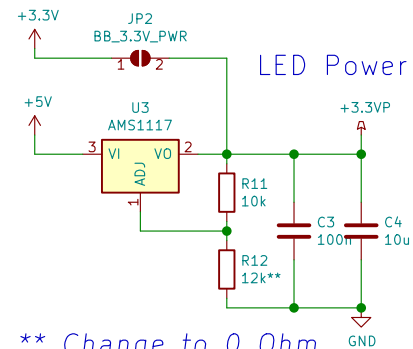 +3.3V
JP2
BB_3.3V_PWR
1 2
LED Power
+5V
U3
AMS1117
+3.3VP
3 VI VO 2
ADJ
1
R11
10k
C3
100n
C4
10u
R12
12k**
GND
** Change to 0 Ohm